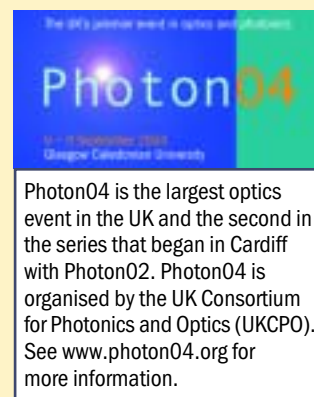 The UK's premier event in optics and photonics
Photon04
September 2004
Glasgow Caledonian University
Photon04 is the largest optics
event in the UK and the second in
the series that began in Cardiff
with Photon02. Photon04 is
organised by the UK Consortium
for Photonics and Optics (UKCPO).
See www.photon04.org for
more information.